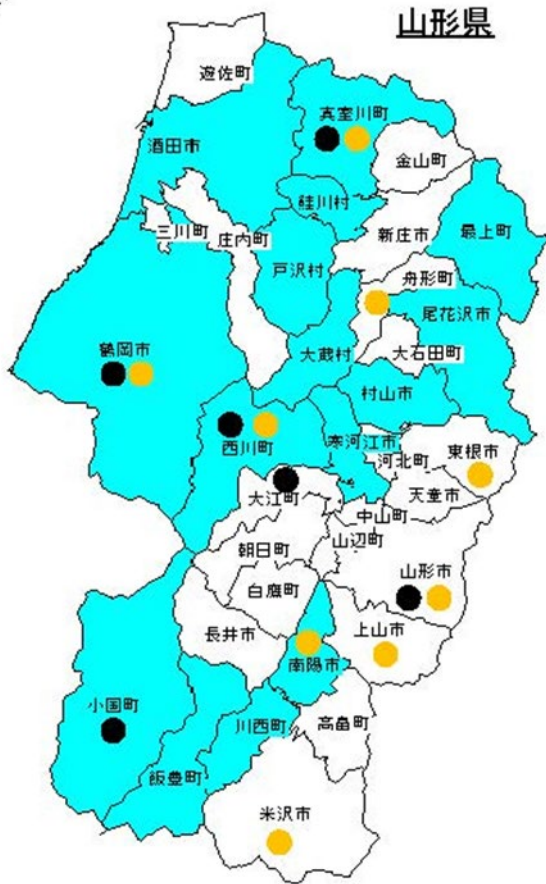 山形県
遊佐町
真室川町
酒田市
金山町
鮭川村
三川町
庄内町
新庄市
最上町
戸沢村
舟形町
尾花沢市
鶴岡市
大蔵村
大石田町
村山市
西川町
寒河江市
河北町
東根市
大江町
天童市
中山町
朝日町
山辺町
山形市
白鷹町
長井市
上山市
南陽市
小国町
川西町
高畠町
飯豊町
米沢市